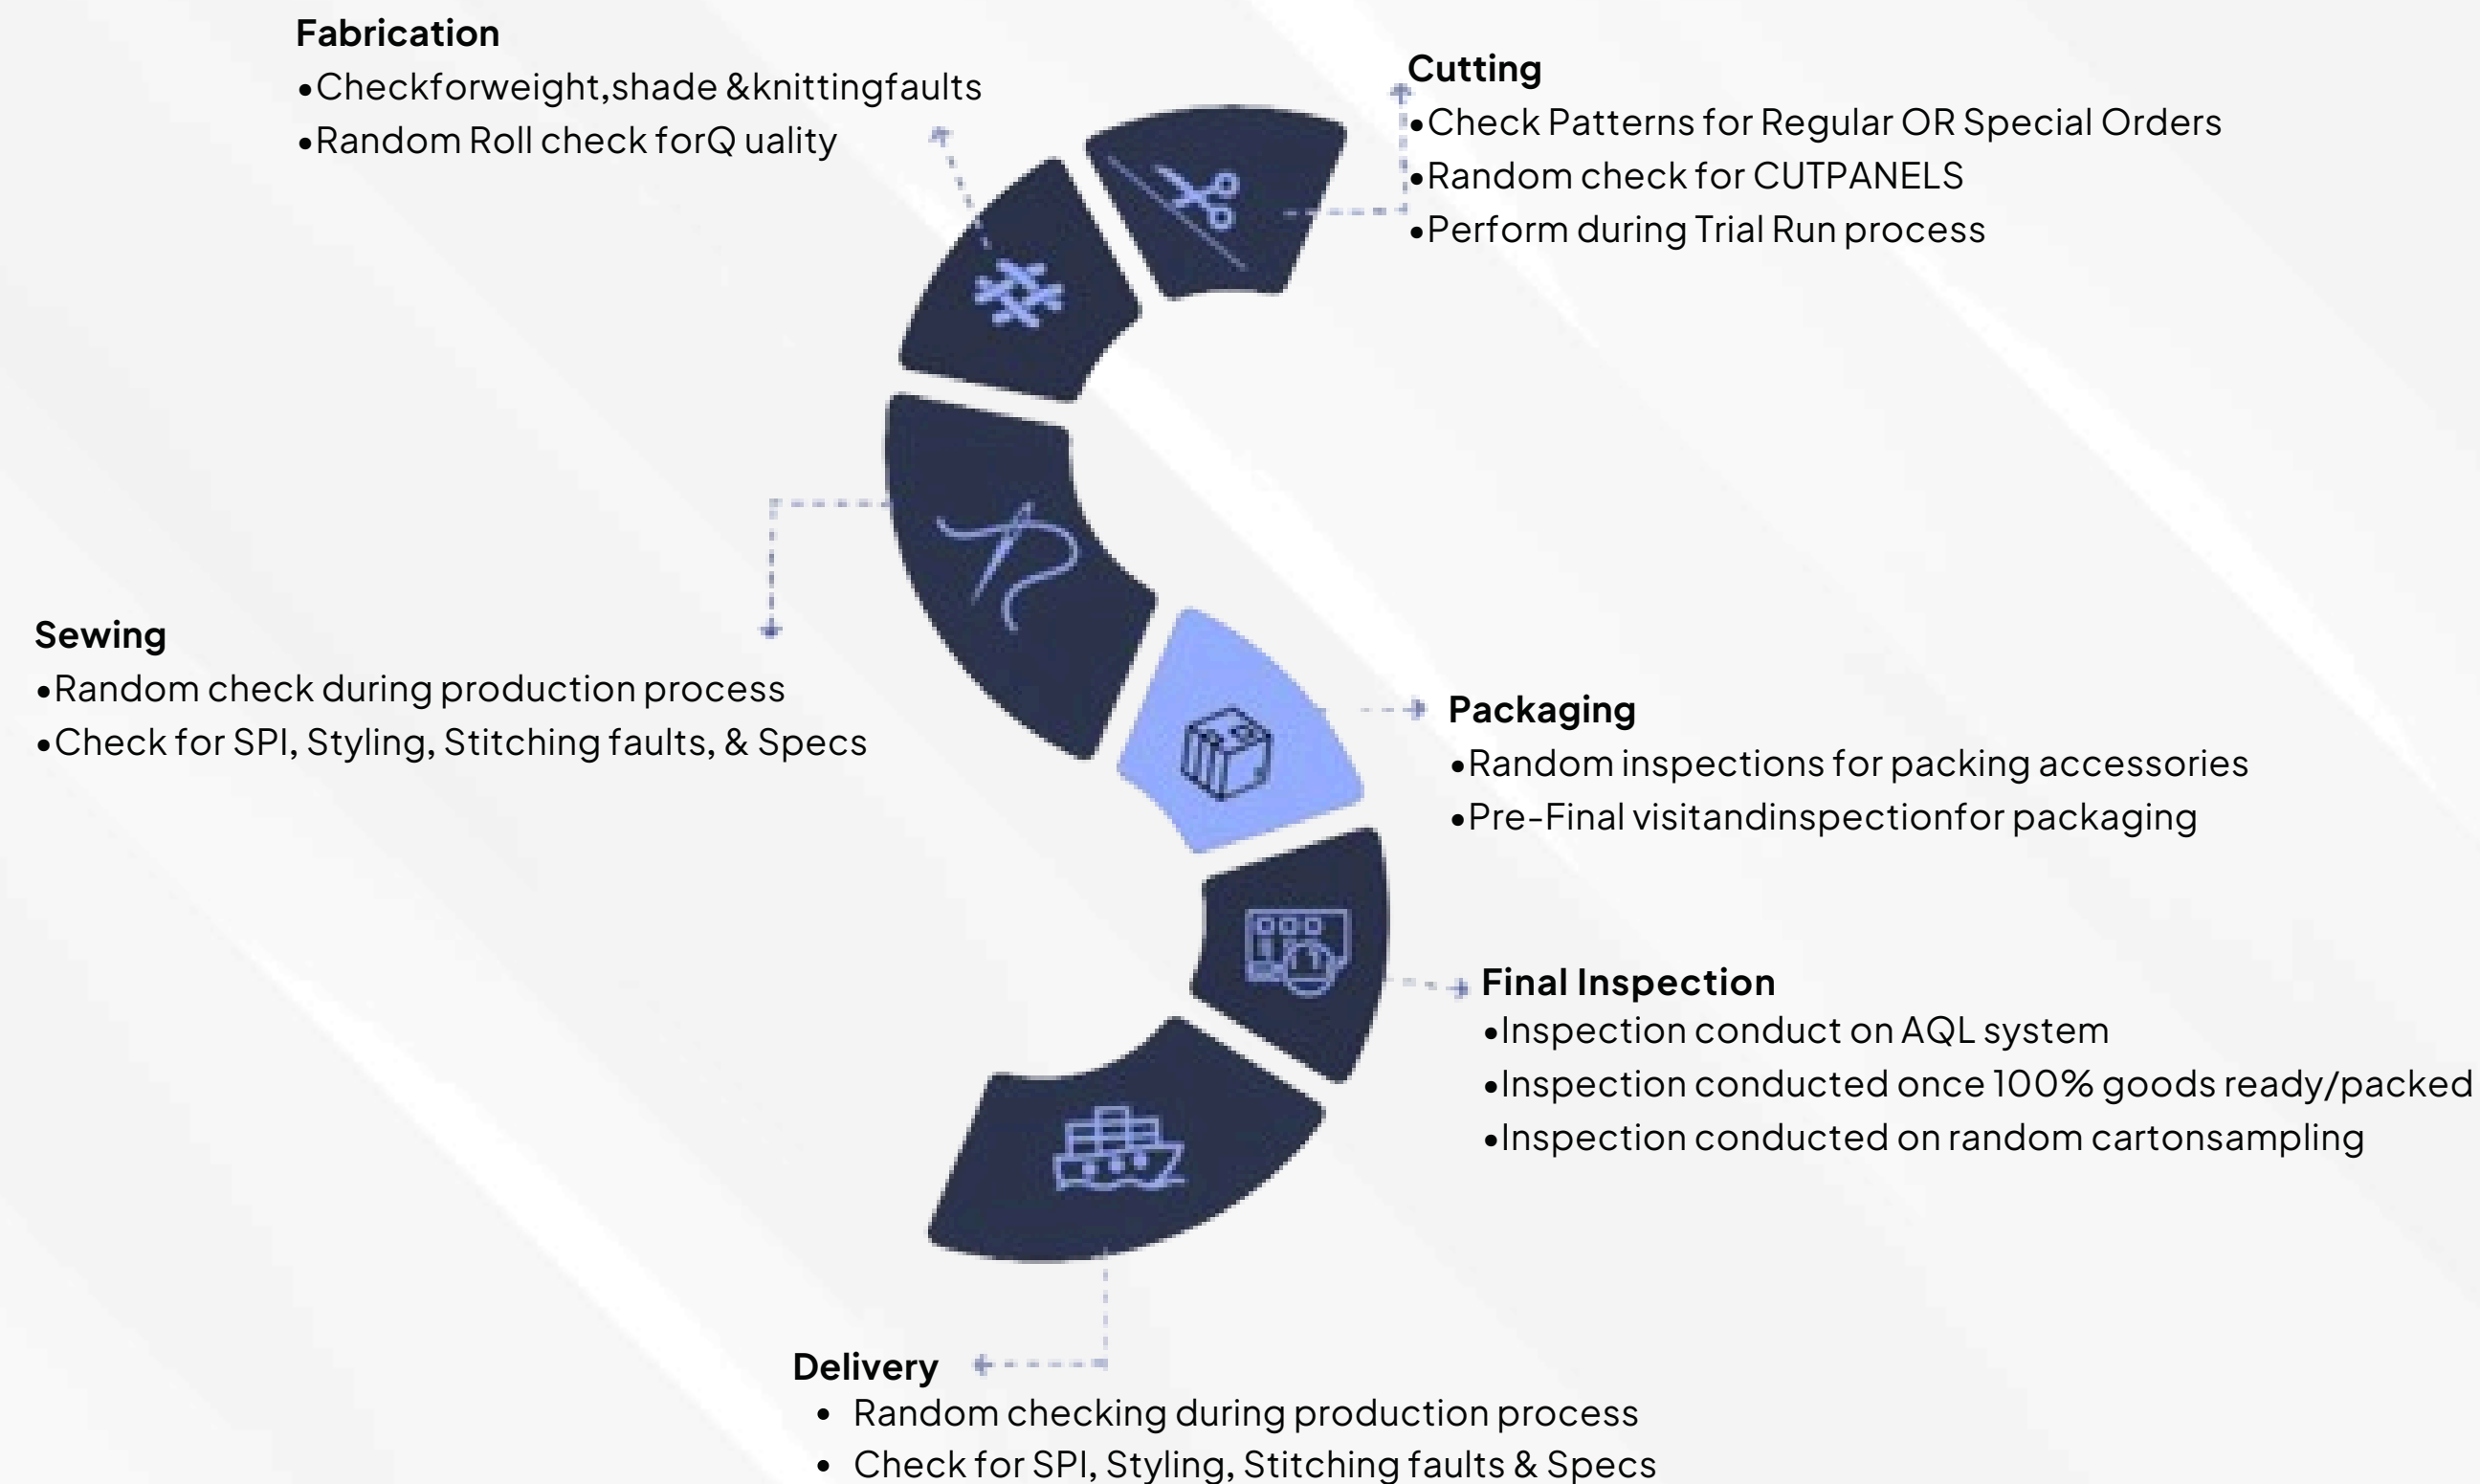 Fabrication
•Checkforweight,shade &knittingfaults
•Random Roll check forQ uality
Cutting
•Check Patterns for Regular OR Special Orders
•Random check for CUTPANELS
•Perform during Trial Run process
Sewing
•Random check during production process
•Check for SPI, Styling, Stitching faults, & Specs
Packaging
•Random inspections for packing accessories
•Pre-Final visitandinspectionfor packaging
Final Inspection
•Inspection conduct on AQL system
•Inspection conducted once 100% goods ready/packed
•Inspection conducted on random cartonsampling
Delivery
• Random checking during production process
• Check for SPI, Styling, Stitching faults & Specs